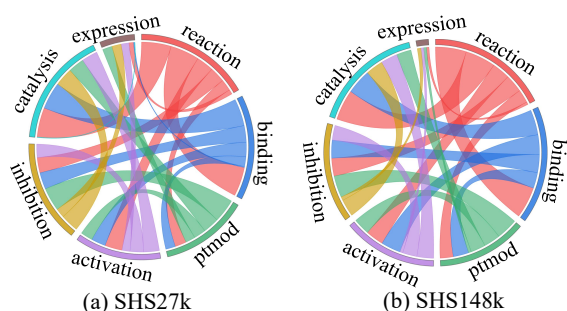 expression
reaction
catalysis
binding
inhibition
ptmod
activation
(a) SHS27k
expression
reaction
catalysis
binding
inhibition
ptmod
activation
(b) SHS148k